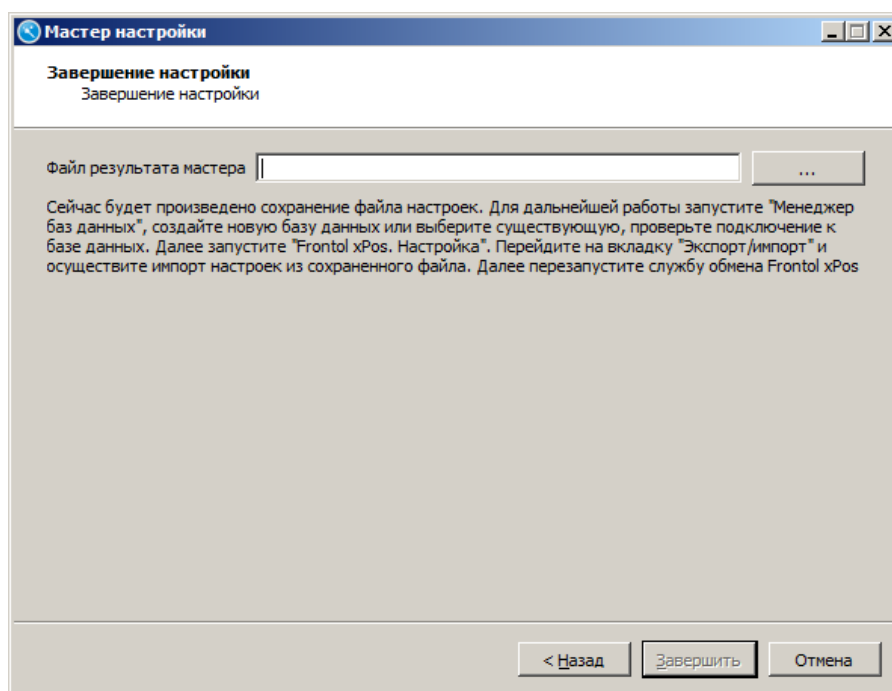 Мастер настройки
Завершение настройки
Завершение настройки
Файл результата мастера
...
Сейчас будет произведено сохранение файла настроек. Для дальнейшей работы запустите "Менеджер
баз данных", создайте новую базу данных или выберите существующую, проверьте подключение к
базе данных. Далее запустите "Frontol xPos. Настройка". Перейдите на вкладку "Экспорт/импорт" и
осуществите импорт настроек из сохраненного файла. Далее перезапустите службу обмена Frontol xPos
< Назад
Завершить
Отмена